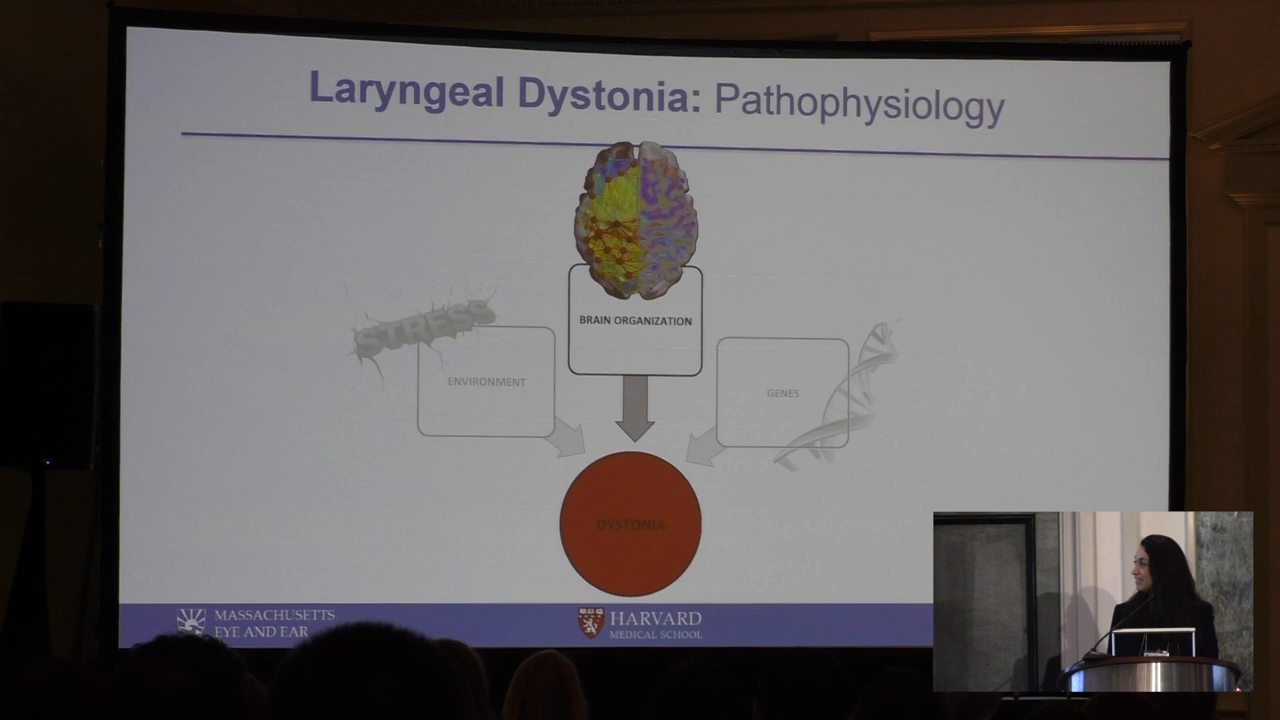 Laryngeal Dystonia: Pathophysiology
STRESS
BRAIN ORGANIZATION
ENVIRONMENT
GENES
DYSTONIA
MASSACHUSETTS
EYE AND EAR
HARVARD
MEDICAL SCHOOL